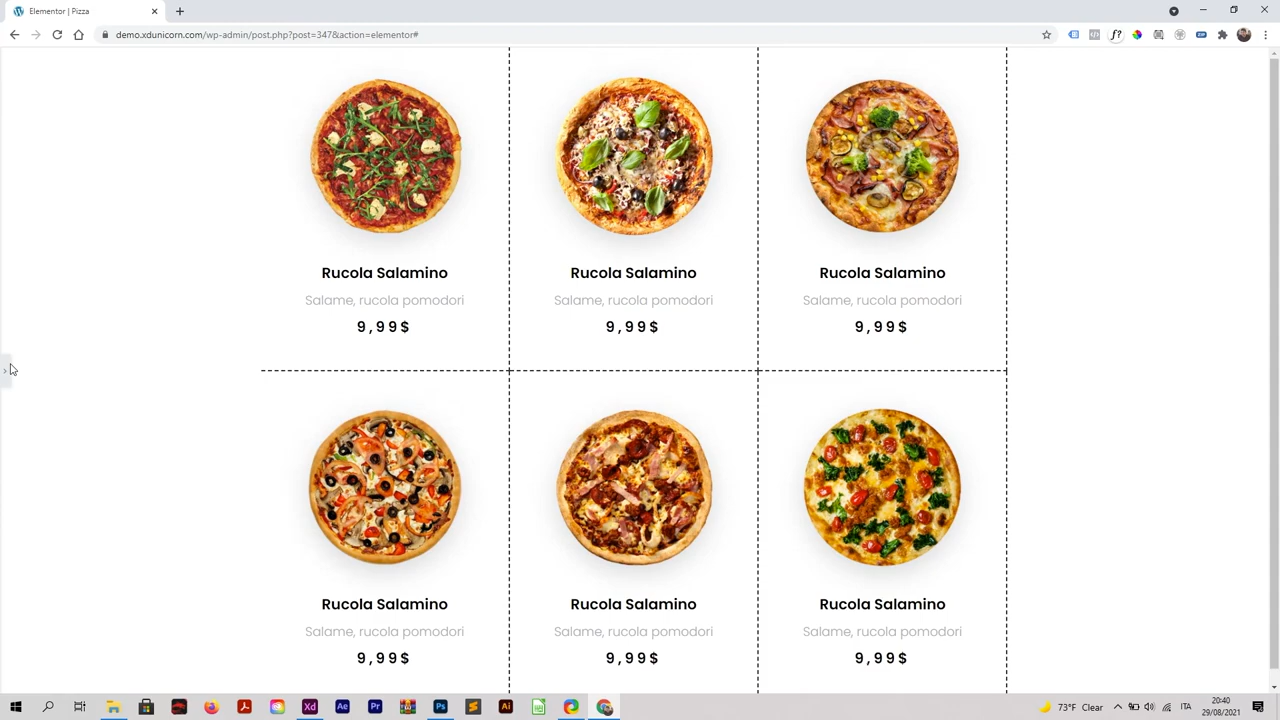 Elementor | Pizza
demo.xdunicorn.com/wp-admin/post.php?post=347&action=elementor#
Rucola Salamino
Rucola Salamino
Rucola Salamino
Salame, rucola pomodori
Salame, rucola pomodori
Salame, rucola pomodori
9,99$
9,99$
9,99$
Rucola Salamino
Rucola Salamino
Rucola Salamino
Salame, rucola pomodori
Salame, rucola pomodori
Salame, rucola pomodori
9,99$
9,99$
9,99$
73°F Clear
ITA
20:40
29/08/2021